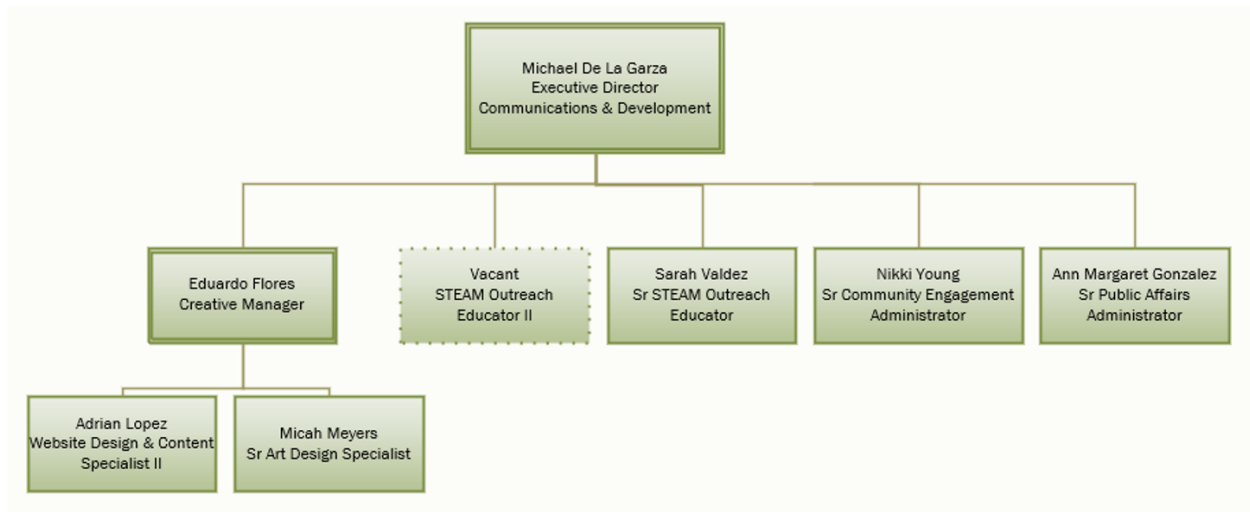 Michael De La Garza
Executive Director
Communications & Development
Eduardo Flores
Creative Manager
Vacant
STEAM Outreach
Educator II
Sarah Valdez
Sr STEAM Outreach
Educator
Nikki Young
Sr Community Engagement
Administrator
Ann Margaret Gonzalez
Sr Public Affairs
Administrator
Adrian Lopez
Website Design & Content
Specialist II
Micah Meyers
Sr Art Design Specialist